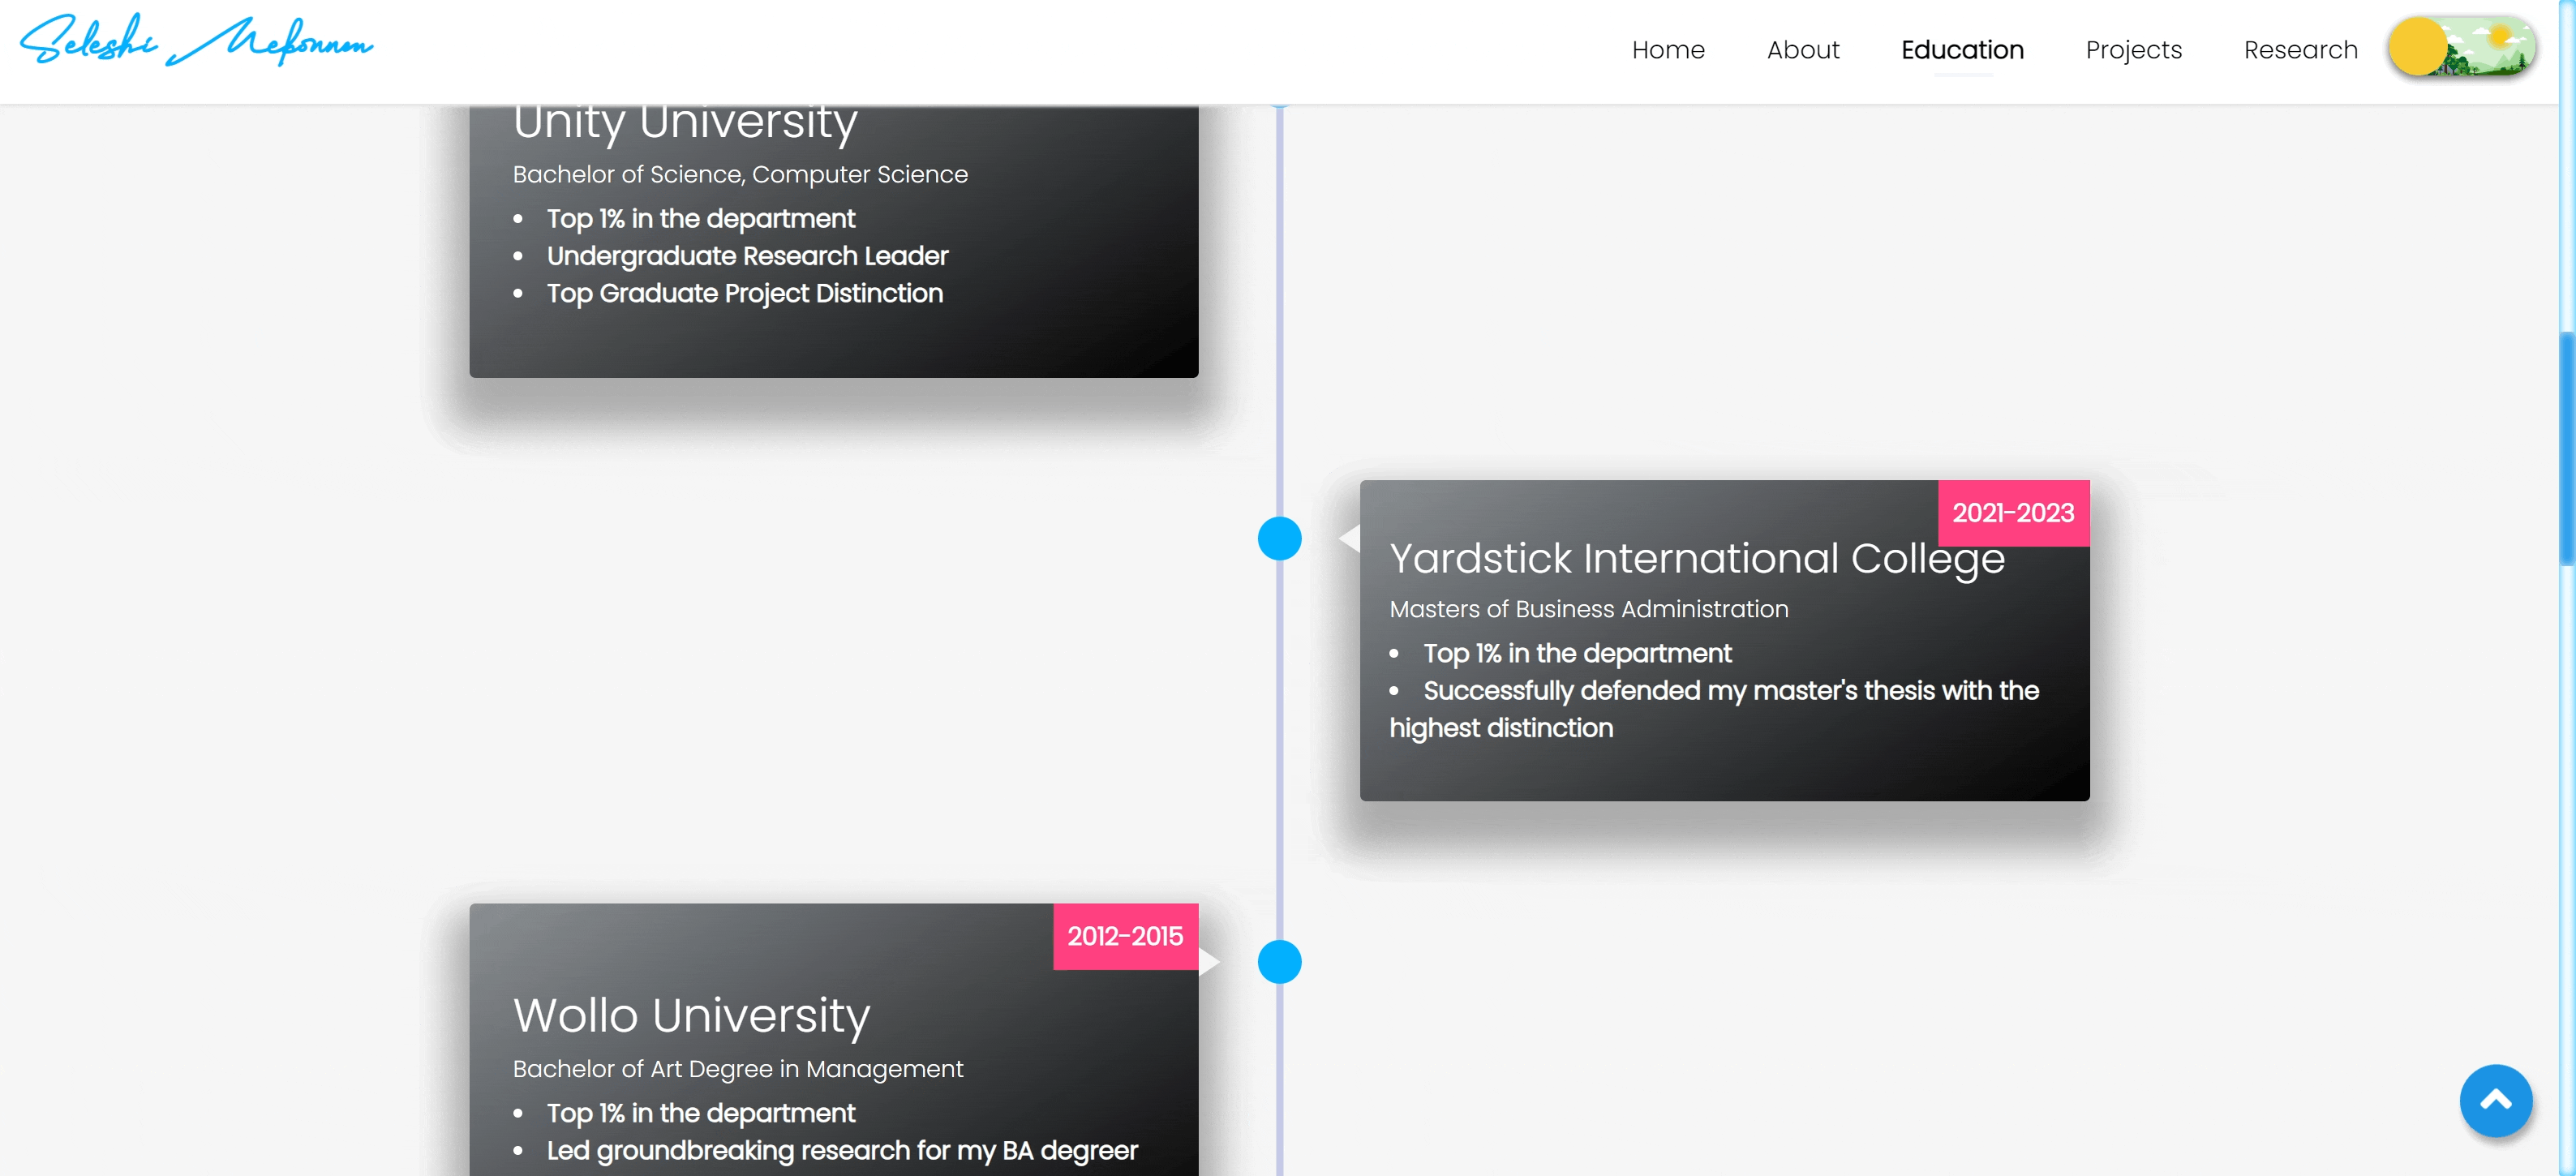 Seleshi Mekonnen
Home About Education Projects Research
Unity University
Bachelor of Science, Computer Science
Top 1% in the department
Undergraduate Research Leader
Top Graduate Project Distinction
2021-2023
Yardstick International College
Masters of Business Administration
Top 1% in the department
Successfully defended my master's thesis with the
highest distinction
2012-2015
Wollo University
Bachelor of Art Degree in Management
Top 1% in the department
Led groundbreaking research for my BA degreer